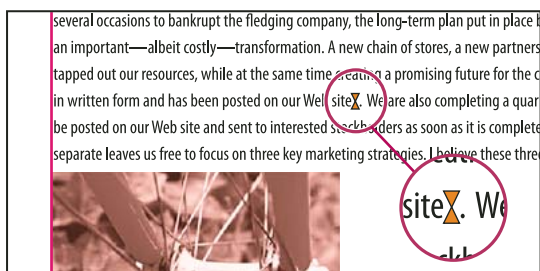 several occasions to bankrupt the fledging company, the long-term plan put in place
an important—albeit costly—transformation. A new chain of stores, a new partners
tapped out our resources, while at the same time creating a promising future for the c
in written form and has been posted on our Web site. We are also completing a quar
be posted on our Web site and sent to interested stockholders as soon as it is complete
separate leaves us free to focus on three key marketing strategies. I believe these three
site. We